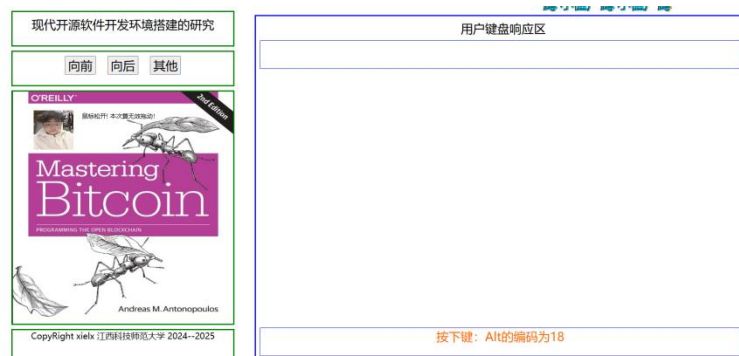 现代开源软件开发环境搭建的研究
向前 向后 其他
O'REILLY
2nd Edition
鼠标松开! 本次算无效拖动!
Mastering
Bitcoin
PROGRAMMING THE OPEN BLOCKCHAIN
Andreas M. Antonopoulos
CopyRight xielx 江西科技师范大学 2024--2025
用户键盘响应区
按下键：Alt的编码为18